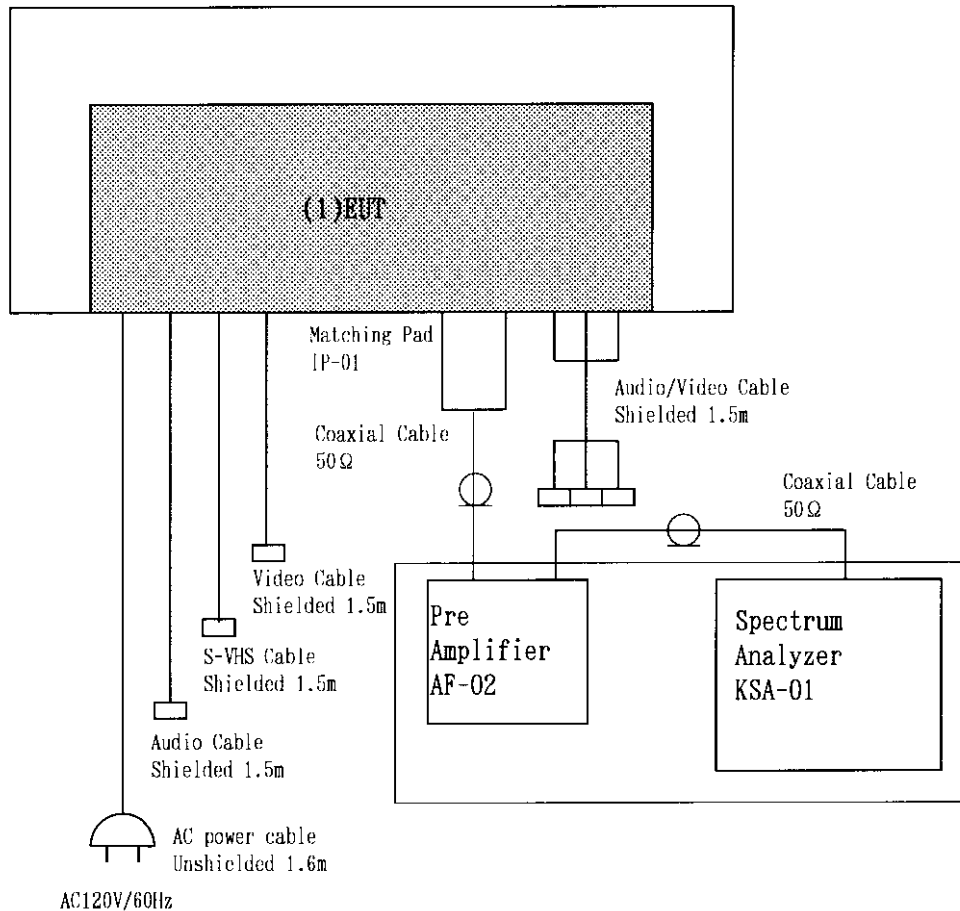 (1)EUT
Matching Pad
IP-01
Audio/Video Cable
Shielded 1.5m
Coaxial Cable
50Ω
Coaxial Cable
50Ω
Video Cable
Shielded 1.5m
Pre
Amplifier
AF-02
Spectrum
Analyzer
KSA-01
S-VHS Cable
Shielded 1.5m
Audio Cable
Shielded 1.5m
AC power cable
Unshielded 1.6m
AC120V/60Hz